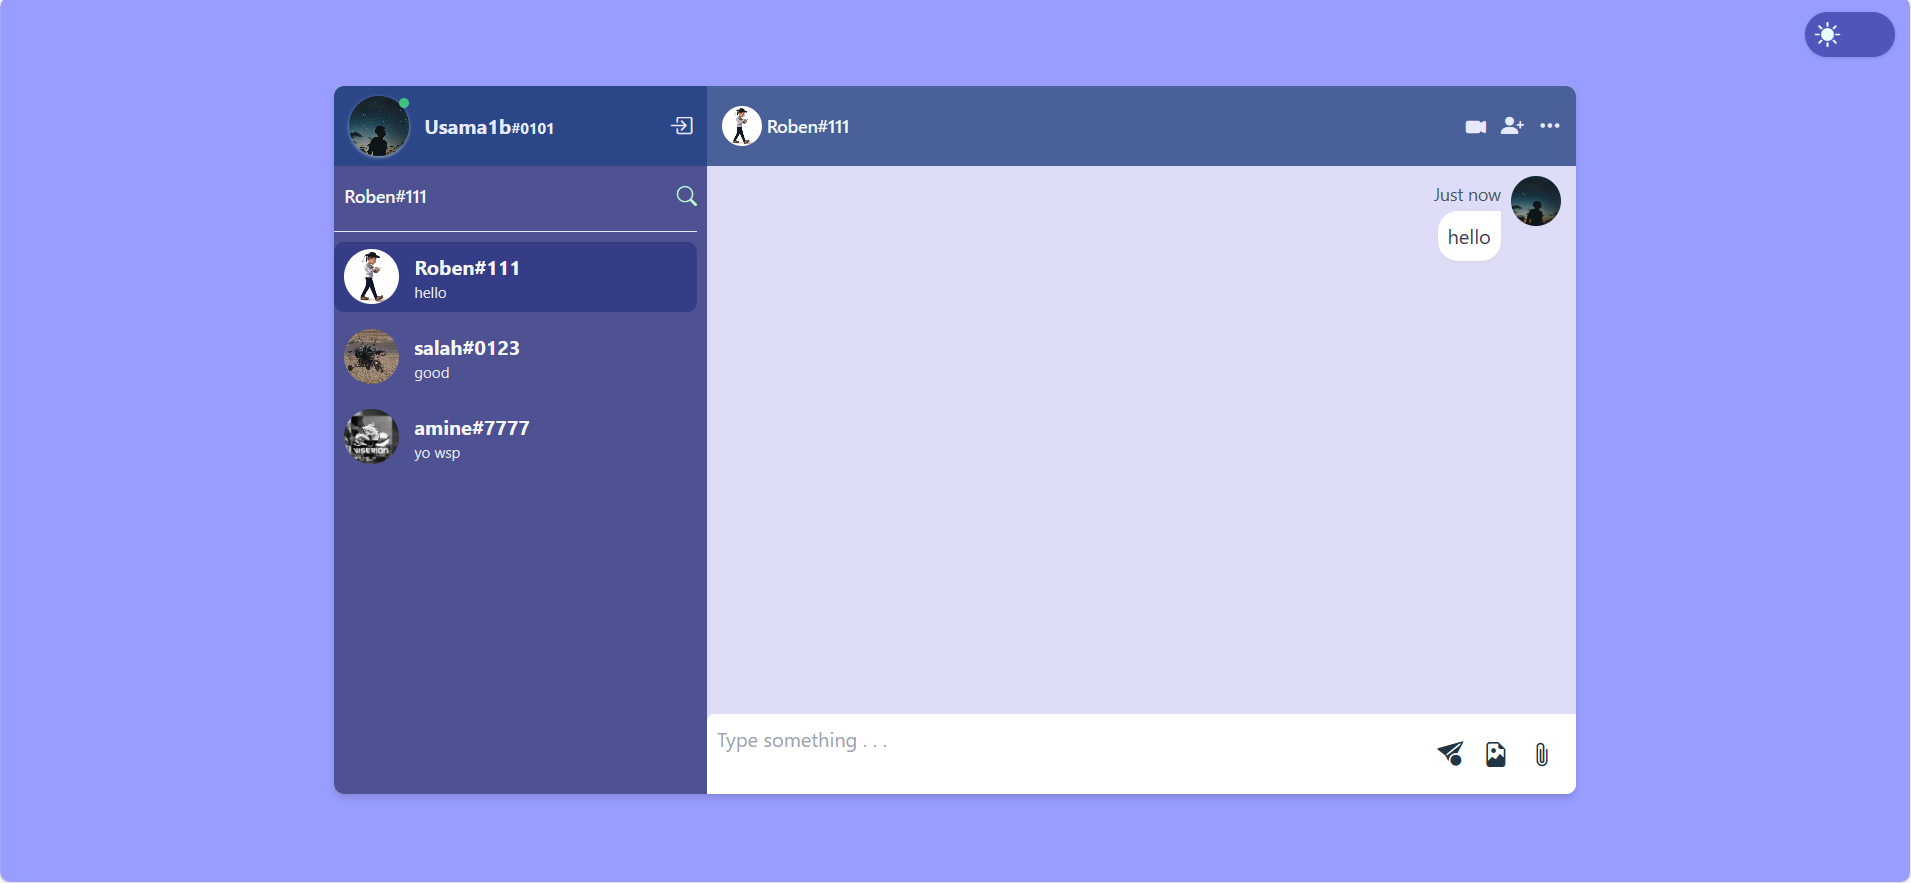 Usama1b#0101
Roben#111
Roben#111
hello
salah#0123
good
amine#7777
yo wsp
Roben#111
Just now
hello
Type something . . .